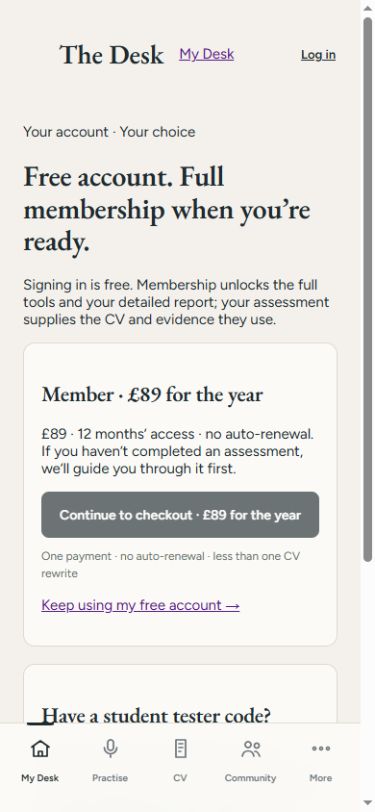 The Desk My Desk Log in
Your account · Your choice
Free account. Full
membership when you’re
ready.
Signing in is free. Membership unlocks the full
tools and your detailed report; your assessment
supplies the CV and evidence they use.
Member · £89 for the year
£89 · 12 months’ access · no auto-renewal.
If you haven’t completed an assessment,
we’ll guide you through it first.
Continue to checkout · £89 for the year
One payment · no auto-renewal · less than one CV
rewrite
Keep using my free account →
Have a student tester code?
My Desk Practise CV Community More